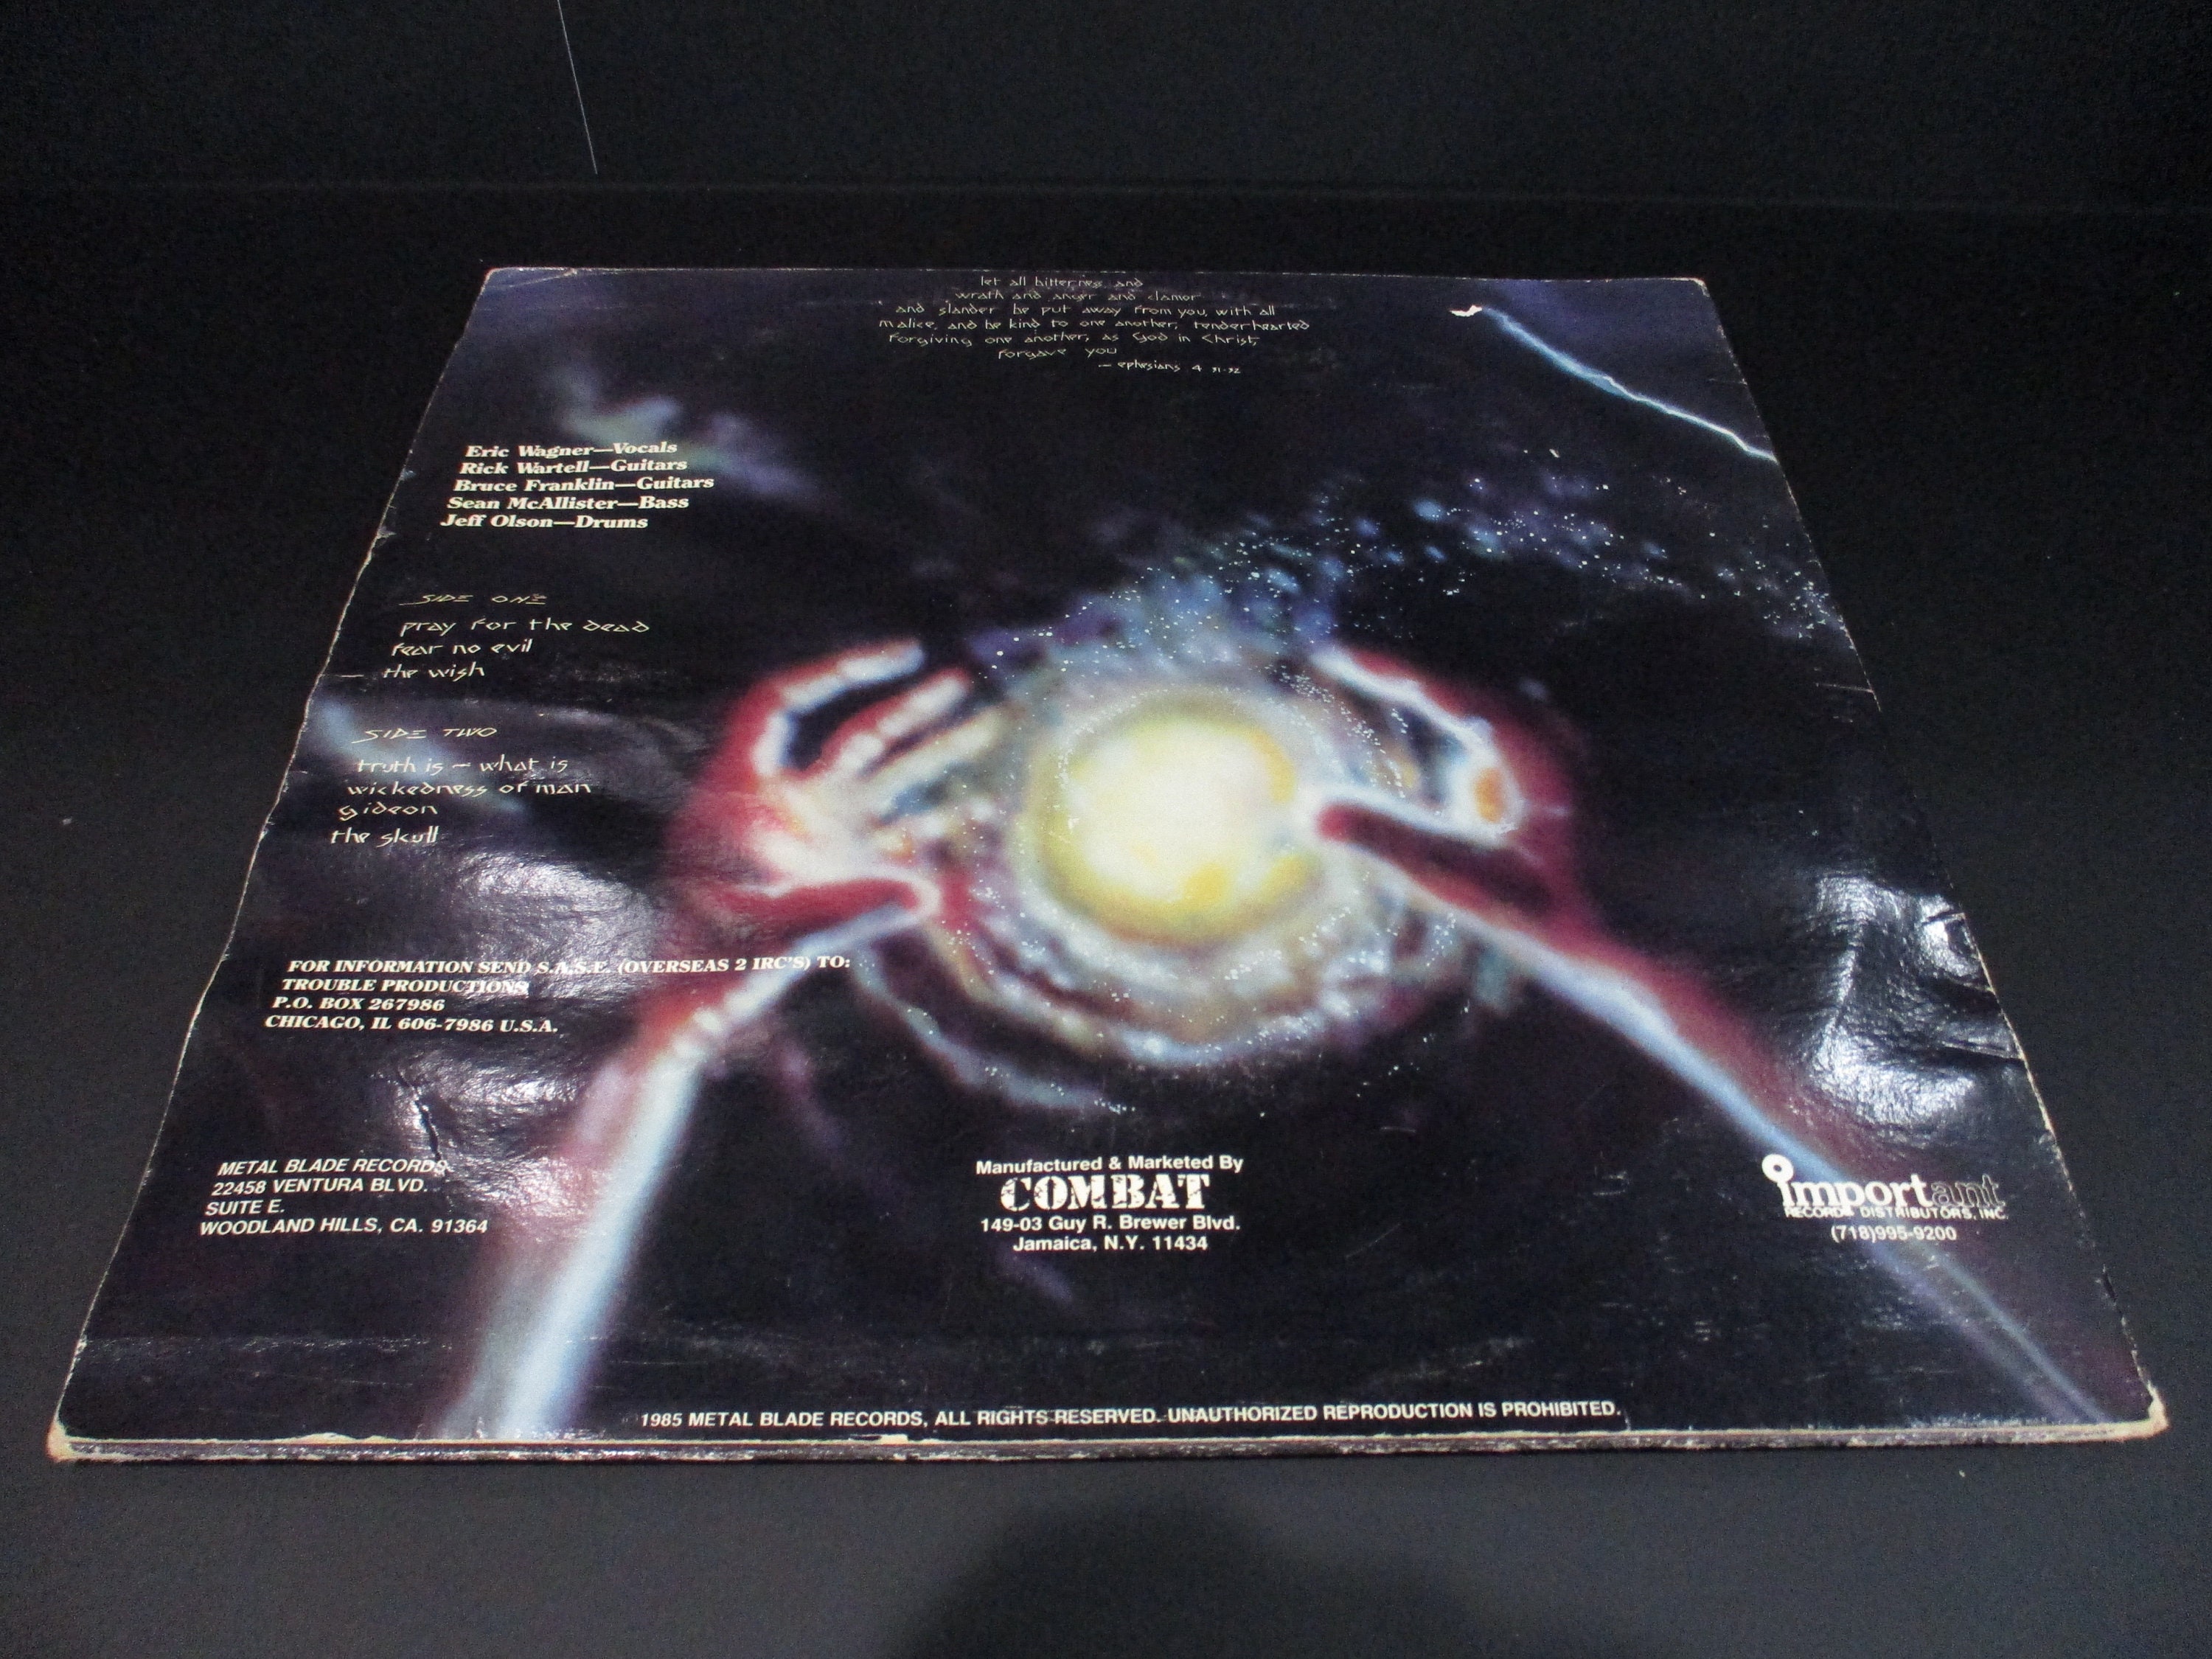 let all bitterness and
wrath and anger and clamor
and slander be put away from you, with all
malice, and be kind to one another, tenderhearted
forgiving one another, as God in Christ,
forgave you
— ephesians 4 31-32
Eric Wagner—Vocals
Rick Wartell—Guitars
Bruce Franklin—Guitars
Sean McAllister—Bass
Jeff Olson—Drums
SIDE ONE
pray for the dead
fear no evil
the wish
SIDE TWO
truth is — what is
wickedness of man
gideon
the skull
FOR INFORMATION SEND S.A.S.E. (OVERSEAS 2 IRC'S) TO:
TROUBLE PRODUCTIONS
P.O. BOX 267986
CHICAGO, IL 606-7986 U.S.A.
METAL BLADE RECORDS
22458 VENTURA BLVD.
SUITE E.
WOODLAND HILLS, CA. 91364
Manufactured & Marketed By
COMBAT
149-03 Guy R. Brewer Blvd.
Jamaica, N.Y. 11434
important
RECORD DISTRIBUTORS, INC.
(718)995-9200
1985 METAL BLADE RECORDS, ALL RIGHTS RESERVED. UNAUTHORIZED REPRODUCTION IS PROHIBITED.